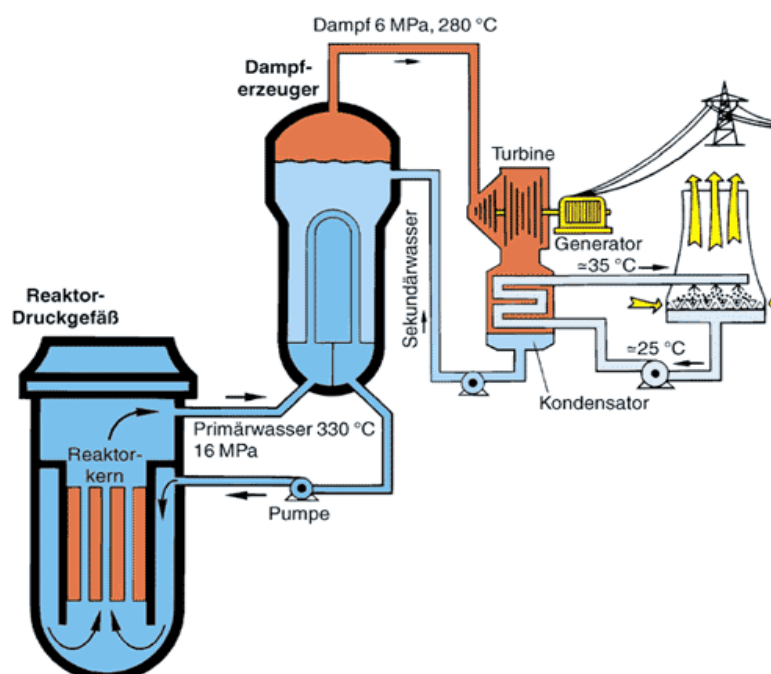 Dampf 6 MPa, 280 °C
Dampf-
erzeuger
Turbine
Generator
≃35 °C
Sekundärwasser
Reaktor-
Druckgefäß
≃25 °C
Kondensator
Primärwasser 330 °C
16 MPa
Reaktor-
kern
Pumpe